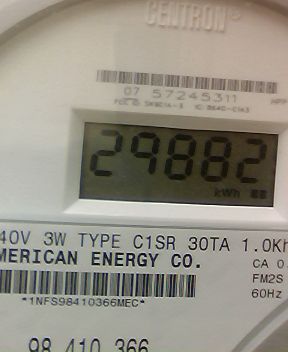 CENTRON®
07 57245311
29882
kWh
40V 3W TYPE C1SR 30TA 1.0Kh
MERICAN ENERGY CO.
CA 0.
FM2S
60Hz
*1NFS98410366MEC*
98 410 366